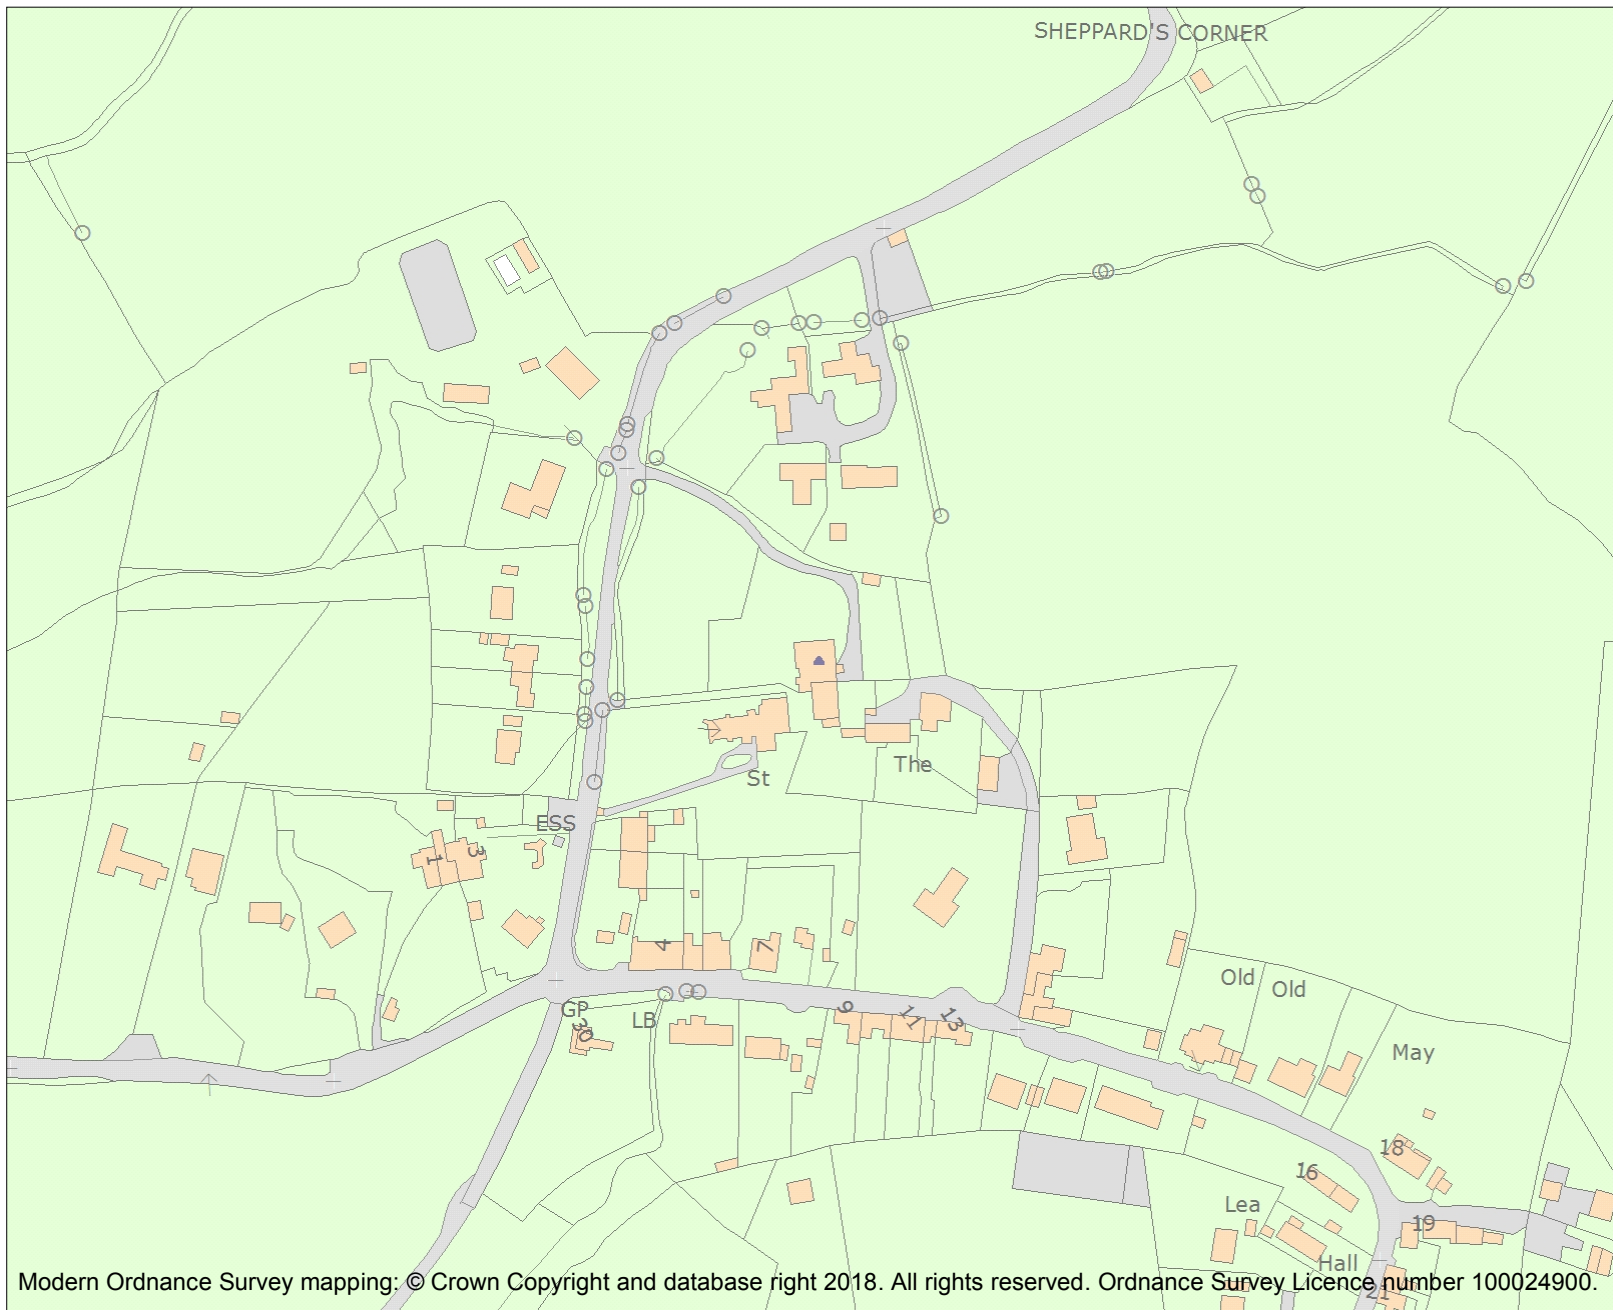 SHEPPARD'S CORNER
St
The
ESS
1
3
4
7
GP
30
LB
9
11
13
Old
Old
May
18
16
Lea
19
Hall
21
Modern Ordnance Survey mapping: © Crown Copyright and database right 2018. All rights reserved. Ordnance Survey Licence number 100024900.